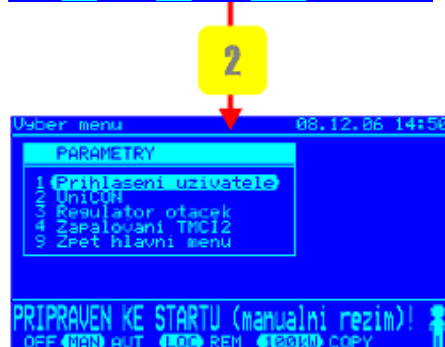 2
Vyber menu 08.12.06 14:50
PARAMETRY
1 Prihlaseni uzivatele
2 UniCON
3 Regulator otacek
4 Zapalovani TMCI2
9 Zpet hlavni menu
PRIPRAVEN KE STARTU (manualni rezim)!
OFF MAN AUT LOC REM 1200kW COPY